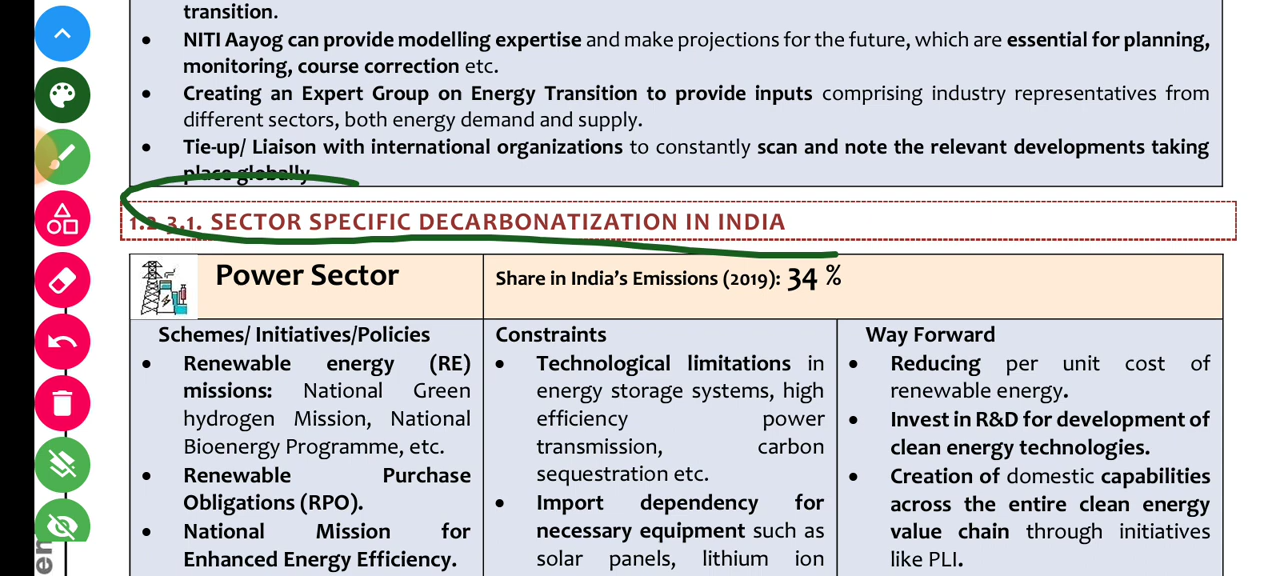 transition.
• NITI Aayog can provide modelling expertise and make projections for the future, which are essential for planning,
monitoring, course correction etc.
• Creating an Expert Group on Energy Transition to provide inputs comprising industry representatives from
different sectors, both energy demand and supply.
• Tie-up/ Liaison with international organizations to constantly scan and note the relevant developments taking
place globally
1.2.3.1. SECTOR SPECIFIC DECARBONATIZATION IN INDIA
Power Sector
Share in India's Emissions (2019): 34 %
Schemes/ Initiatives/Policies
• Renewable energy (RE)
missions: National Green
hydrogen Mission, National
Bioenergy Programme, etc.
• Renewable Purchase
Obligations (RPO).
• National Mission for
Enhanced Energy Efficiency.
Constraints
• Technological limitations in
energy storage systems, high
efficiency power
transmission, carbon
sequestration etc.
• Import dependency for
necessary equipment such as
solar panels, lithium ion
Way Forward
• Reducing per unit cost of
renewable energy.
• Invest in R&D for development of
clean energy technologies.
• Creation of domestic capabilities
across the entire clean energy
value chain through initiatives
like PLI.
en